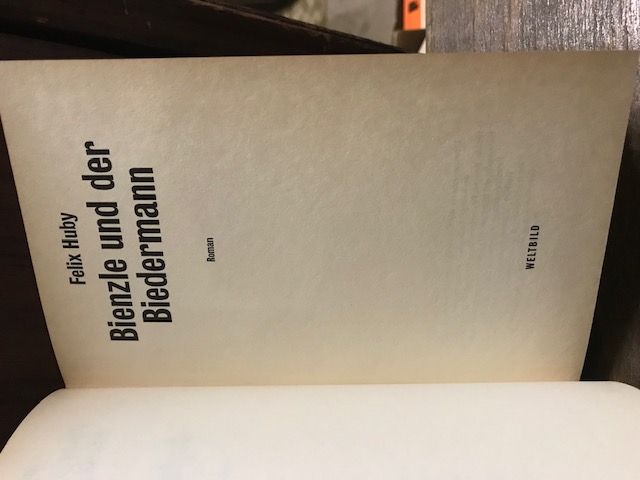 Felix Huby
Bienzle und der
Biedermann
Roman
WELTBILD